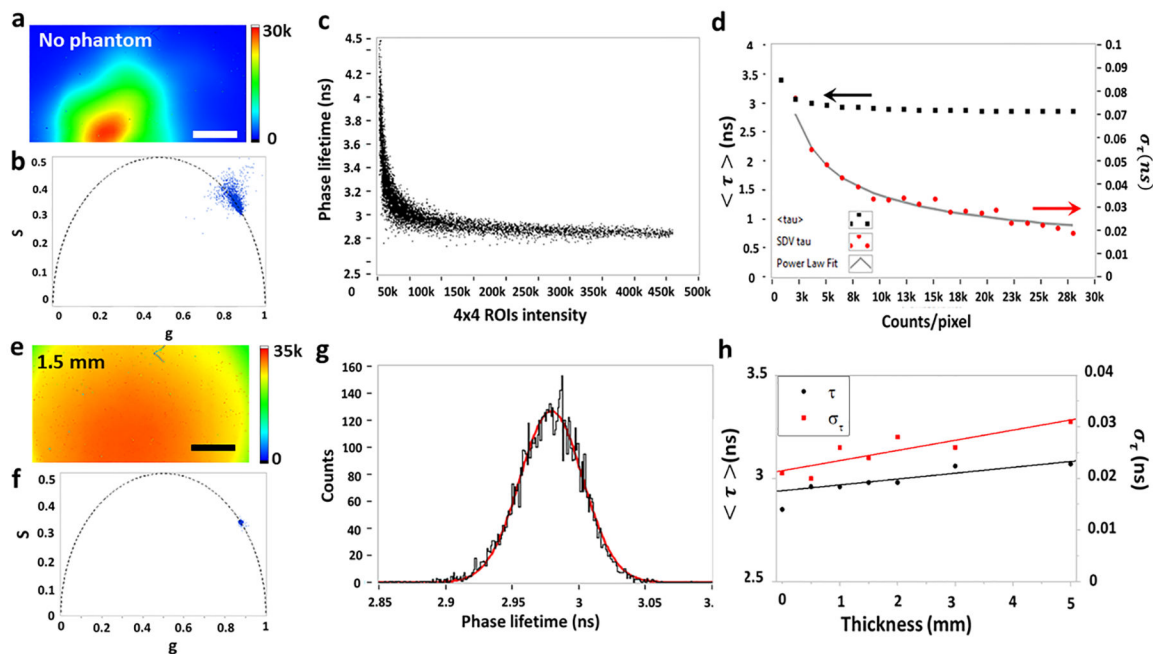 a
No phantom
30k
0
b
0.5
0.4
0.3
0.2
0.1
0
S
0 0.2 0.4 0.6 0.8 1
g
c
Phase lifetime (ns)
4.5
4.2
4
3.8
3.6
3.4
3.2
3
2.8
2.5
0 50k 100k 150k 200k 250k 300k 350k 400k 450k 500k
4x4 ROIs intensity
d
< τ > (ns)
4
3.5
3
2.5
2
1.5
1
0.5
0
<tau>
SDV tau
Power Law Fit
0.1
0.09
0.08
0.07
0.06
0.05
0.04
0.03
0.02
0.01
0
στ(ns)
0 3k 5k 8k 10k 13k 15k 18k 20k 23k 25k 28k 30k
Counts/pixel
e
1.5 mm
35k
0
f
0.5
0.4
0.3
0.2
0.1
0
S
0 0.2 0.4 0.6 0.8 1
g
g
Counts
160
140
120
100
80
60
40
20
0
2.85 2.9 2.95 3 3.05 3.
Phase lifetime (ns)
h
< τ >(ns)
3.5
3
2.5
τ
στ
0.04
0.03
0.02
0.01
0
στ (ns)
0 1 2 3 4 5
Thickness (mm)